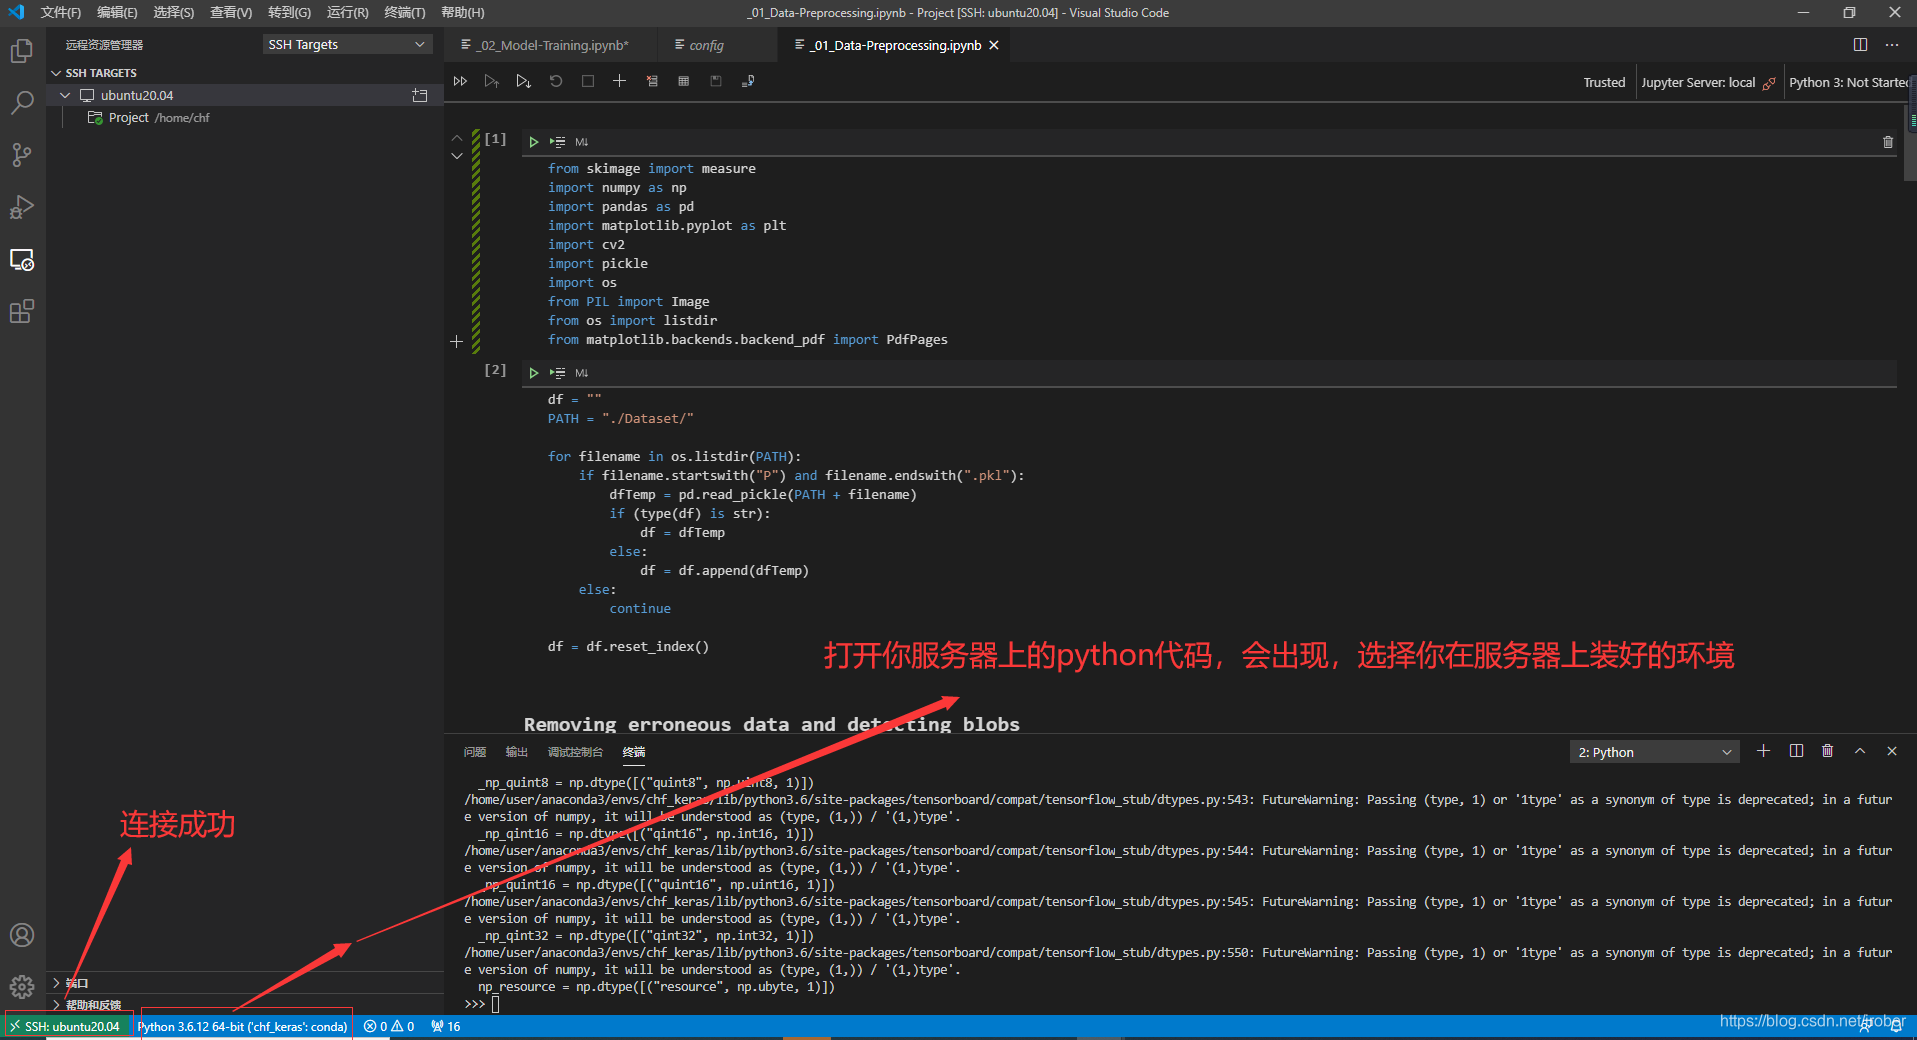 文件(F) 编辑(E) 选择(S) 查看(V) 转到(G) 运行(R) 终端(T) 帮助(H)
_01_Data-Preprocessing.ipynb - Project [SSH: ubuntu20.04] - Visual Studio Code
远程资源管理器
SSH Targets
SSH TARGETS
ubuntu20.04
Project /home/chf
_02_Model-Training.ipynb*
config
_01_Data-Preprocessing.ipynb
Trusted
Jupyter Server: local
Python 3: Not Started
[1]
M↓
from skimage import measure
import numpy as np
import pandas as pd
import matplotlib.pyplot as plt
import cv2
import pickle
import os
from PIL import Image
from os import listdir
from matplotlib.backends.backend_pdf import PdfPages
[2]
M↓
df = ""
PATH = "./Dataset/"
for filename in os.listdir(PATH):
if filename.startswith("P") and filename.endswith(".pkl"):
dfTemp = pd.read_pickle(PATH + filename)
if (type(df) is str):
df = dfTemp
else:
df = df.append(dfTemp)
else:
continue
df = df.reset_index()
打开你服务器上的python代码，会出现，选择你在服务器上装好的环境
Removing erroneous data and detecting blobs
问题 输出 调试控制台 终端
2: Python
_np_quint8 = np.dtype([("quint8", np.uint8, 1)])
/home/user/anaconda3/envs/chf_keras/lib/python3.6/site-packages/tensorboard/compat/tensorflow_stub/dtypes.py:543: FutureWarning: Passing (type, 1) or '1type' as a synonym of type is deprecated; in a futur
e version of numpy, it will be understood as (type, (1,)) / '(1,)type'.
_np_qint16 = np.dtype([("qint16", np.int16, 1)])
/home/user/anaconda3/envs/chf_keras/lib/python3.6/site-packages/tensorboard/compat/tensorflow_stub/dtypes.py:544: FutureWarning: Passing (type, 1) or '1type' as a synonym of type is deprecated; in a futur
e version of numpy, it will be understood as (type, (1,)) / '(1,)type'.
_np_quint16 = np.dtype([("quint16", np.uint16, 1)])
/home/user/anaconda3/envs/chf_keras/lib/python3.6/site-packages/tensorboard/compat/tensorflow_stub/dtypes.py:545: FutureWarning: Passing (type, 1) or '1type' as a synonym of type is deprecated; in a futur
e version of numpy, it will be understood as (type, (1,)) / '(1,)type'.
_np_qint32 = np.dtype([("qint32", np.int32, 1)])
/home/user/anaconda3/envs/chf_keras/lib/python3.6/site-packages/tensorboard/compat/tensorflow_stub/dtypes.py:550: FutureWarning: Passing (type, 1) or '1type' as a synonym of type is deprecated; in a futur
e version of numpy, it will be understood as (type, (1,)) / '(1,)type'.
np_resource = np.dtype([("resource", np.ubyte, 1)])
>>>
连接成功
端口
帮助和反馈
SSH: ubuntu20.04
Python 3.6.12 64-bit ('chf_keras': conda)
0 0
16